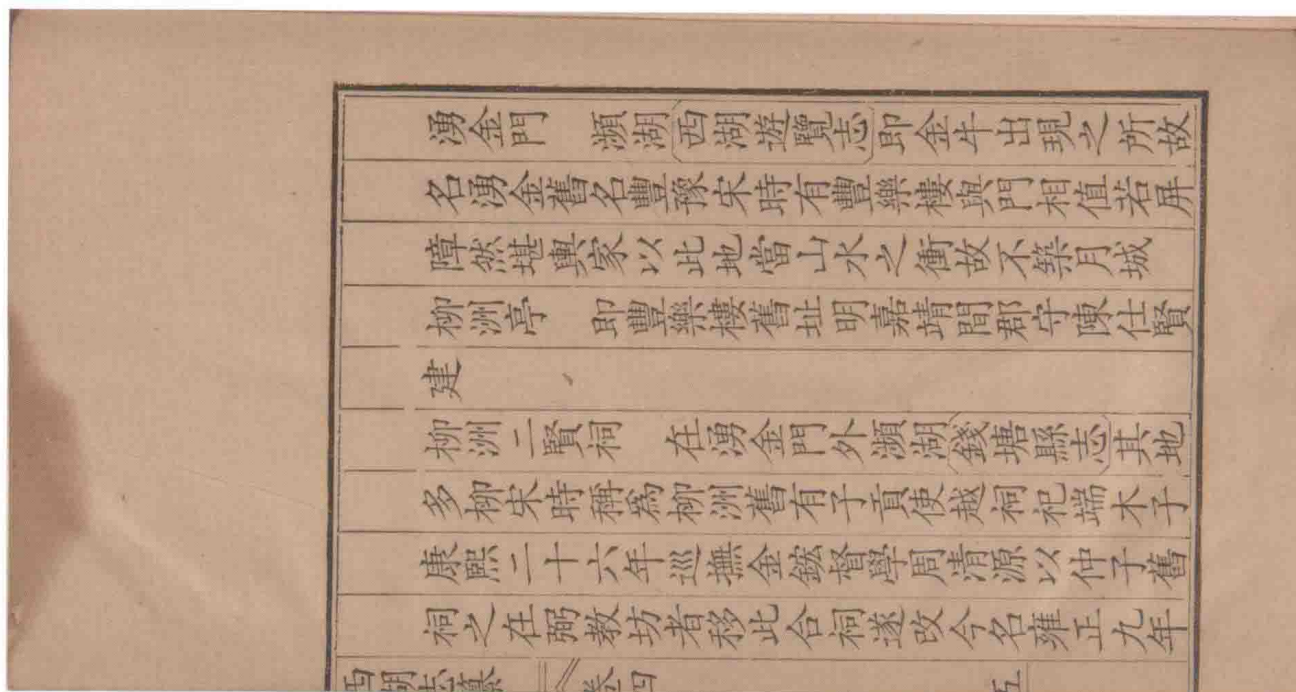 湧金門　瀕湖西湖遊覽志即金牛出現之所故
名湧金舊名豐豫宋時有豐樂樓與門相值若屏
障然堪輿家以此地當山水之衝故不築月城
柳洲亭　即豐樂樓舊址明嘉靖間郡守陳仕賢
建
柳洲二賢祠　在湧金門外瀕湖錢塘縣志其地
多柳宋時稱爲柳洲舊有子貢使越祠祀端木子
康熙二十六年巡撫金鋐督學周清源以仲子舊
祠之在弼教坊者移此合祠遂改今名雍正九年
西湖志纂　卷四　五